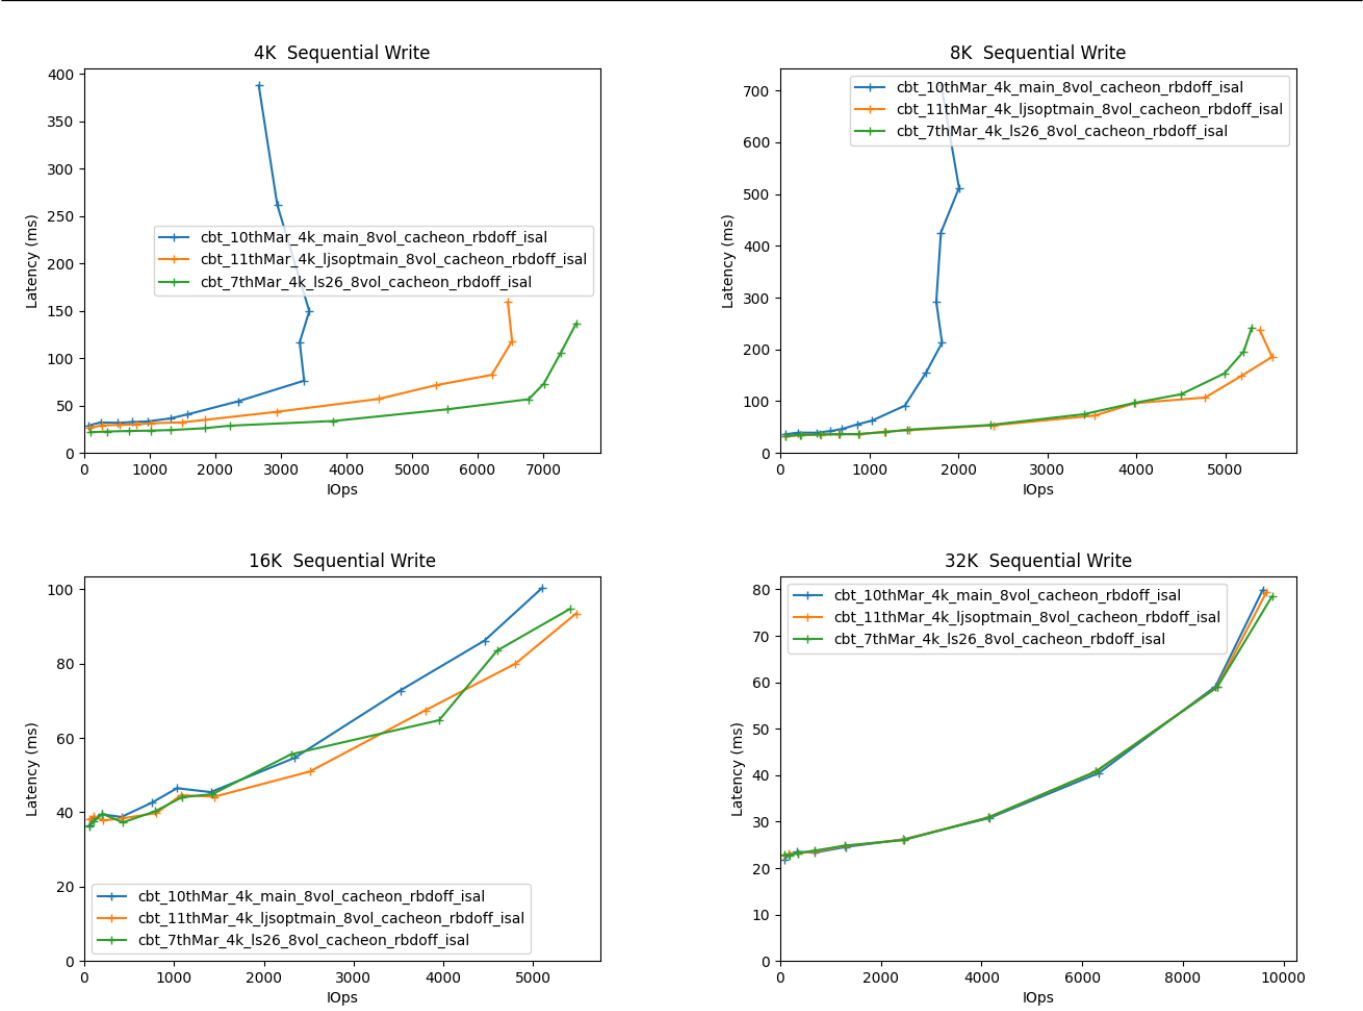 4K  Sequential Write
400
350
300
250
200
150
100
50
0
Latency (ms)
cbt_10thMar_4k_main_8vol_cacheon_rbdoff_isal
cbt_11thMar_4k_ljsoptmain_8vol_cacheon_rbdoff_isal
cbt_7thMar_4k_ls26_8vol_cacheon_rbdoff_isal
0 1000 2000 3000 4000 5000 6000 7000
IOps
8K  Sequential Write
700
600
500
400
300
200
100
0
Latency (ms)
cbt_10thMar_4k_main_8vol_cacheon_rbdoff_isal
cbt_11thMar_4k_ljsoptmain_8vol_cacheon_rbdoff_isal
cbt_7thMar_4k_ls26_8vol_cacheon_rbdoff_isal
0 1000 2000 3000 4000 5000
IOps
16K  Sequential Write
100
80
60
40
20
0
Latency (ms)
cbt_10thMar_4k_main_8vol_cacheon_rbdoff_isal
cbt_11thMar_4k_ljsoptmain_8vol_cacheon_rbdoff_isal
cbt_7thMar_4k_ls26_8vol_cacheon_rbdoff_isal
0 1000 2000 3000 4000 5000
IOps
32K  Sequential Write
80
70
60
50
40
30
20
10
0
Latency (ms)
cbt_10thMar_4k_main_8vol_cacheon_rbdoff_isal
cbt_11thMar_4k_ljsoptmain_8vol_cacheon_rbdoff_isal
cbt_7thMar_4k_ls26_8vol_cacheon_rbdoff_isal
0 2000 4000 6000 8000 10000
IOps